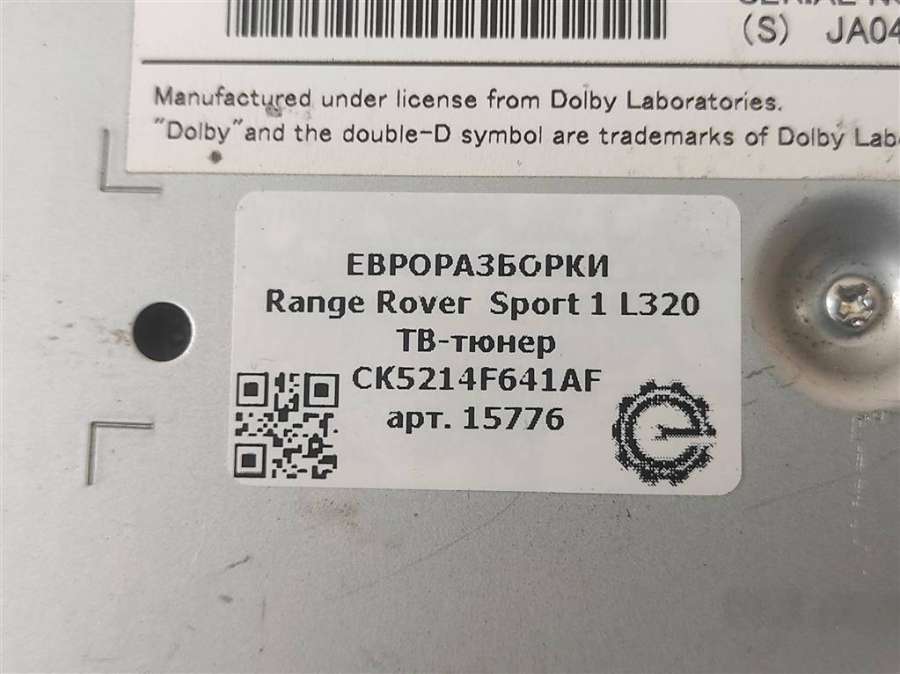 (S) JA04
Manufactured under license from Dolby Laboratories.
"Dolby"and the double-D symbol are trademarks of Dolby Lab
ЕВРОРАЗБОРКИ
Range Rover Sport 1 L320
ТВ-тюнер
CK5214F641AF
арт. 15776